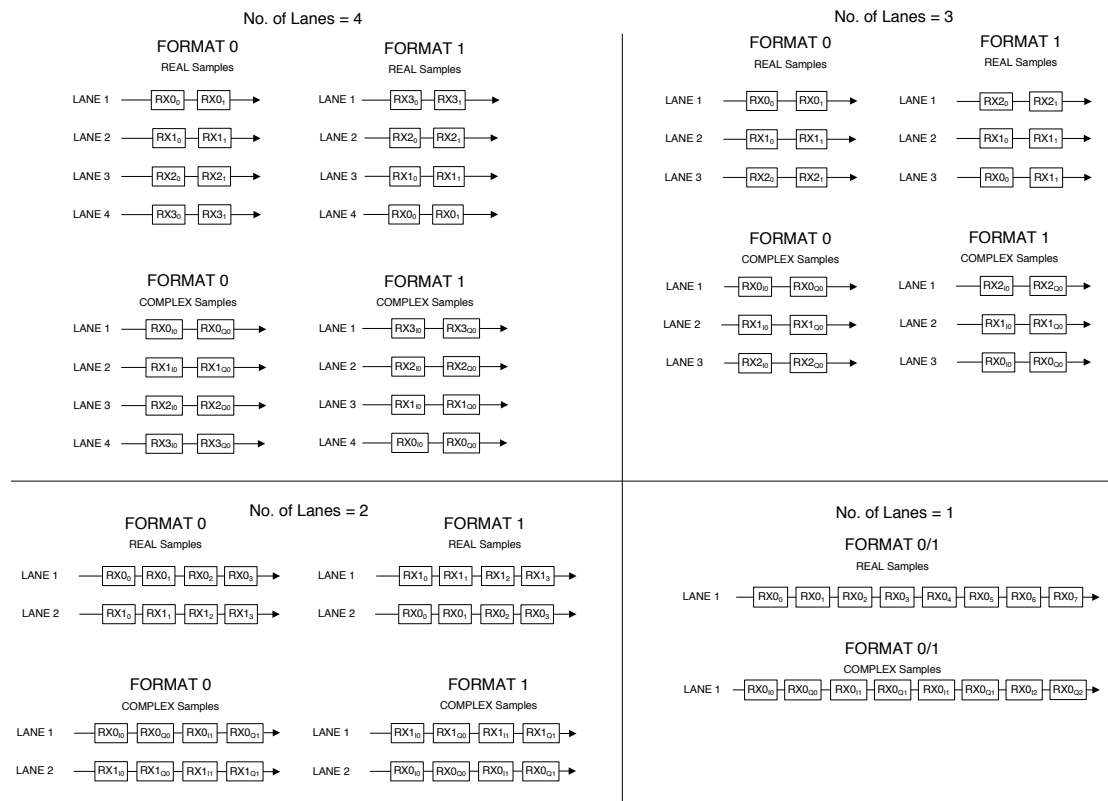 No. of Lanes = 4
FORMAT 0
REAL Samples
LANE 1 RX0₀ RX0₁
LANE 2 RX1₀ RX1₁
LANE 3 RX2₀ RX2₁
LANE 4 RX3₀ RX3₁
FORMAT 1
REAL Samples
LANE 1 RX3₀ RX3₁
LANE 2 RX2₀ RX2₁
LANE 3 RX1₀ RX1₁
LANE 4 RX0₀ RX0₁
FORMAT 0
COMPLEX Samples
LANE 1 RX0I0 RX0Q0
LANE 2 RX1I0 RX1Q0
LANE 3 RX2I0 RX2Q0
LANE 4 RX3I0 RX3Q0
FORMAT 1
COMPLEX Samples
LANE 1 RX3I0 RX3Q0
LANE 2 RX2I0 RX2Q0
LANE 3 RX1I0 RX1Q0
LANE 4 RX0I0 RX0Q0
No. of Lanes = 3
FORMAT 0
REAL Samples
LANE 1 RX0₀ RX0₁
LANE 2 RX1₀ RX1₁
LANE 3 RX2₀ RX2₁
FORMAT 1
REAL Samples
LANE 1 RX2₀ RX2₁
LANE 2 RX1₀ RX1₁
LANE 3 RX0₀ RX1₁
FORMAT 0
COMPLEX Samples
LANE 1 RX0I0 RX0Q0
LANE 2 RX1I0 RX1Q0
LANE 3 RX2I0 RX2Q0
FORMAT 1
COMPLEX Samples
LANE 1 RX2I0 RX2Q0
LANE 2 RX1I0 RX1Q0
LANE 3 RX0I0 RX0Q0
No. of Lanes = 2
FORMAT 0
REAL Samples
LANE 1 RX0₀ RX0₁ RX0₂ RX0₃
LANE 2 RX1₀ RX1₁ RX1₂ RX1₃
FORMAT 1
REAL Samples
LANE 1 RX1₀ RX1₁ RX1₂ RX1₃
LANE 2 RX0₀ RX0₁ RX0₂ RX0₃
FORMAT 0
COMPLEX Samples
LANE 1 RX0I0 RX0Q0 RX0I1 RX0Q1
LANE 2 RX1I0 RX1Q0 RX1I1 RX1Q1
FORMAT 1
COMPLEX Samples
LANE 1 RX1I0 RX1Q0 RX1I1 RX1Q1
LANE 2 RX0I0 RX0Q0 RX0I1 RX0Q1
No. of Lanes = 1
FORMAT 0/1
REAL Samples
LANE 1 RX0₀ RX0₁ RX0₂ RX0₃ RX0₄ RX0₅ RX0₆ RX0₇
FORMAT 0/1
COMPLEX Samples
LANE 1 RX0I0 RX0Q0 RX0I1 RX0Q1 RX0I1 RX0Q1 RX0I2 RX0Q2